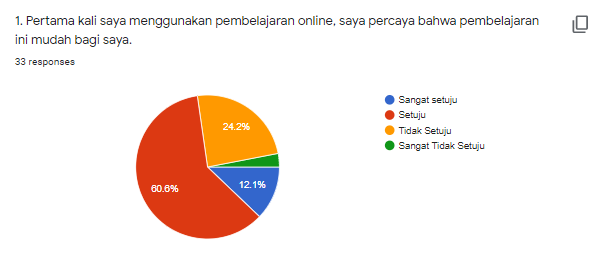 1. Pertama kali saya menggunakan pembelajaran online, saya percaya bahwa pembelajaran
ini mudah bagi saya.
33 responses
Sangat setuju
Setuju
Tidak Setuju
Sangat Tidak Setuju
24.2%
60.6%
12.1%